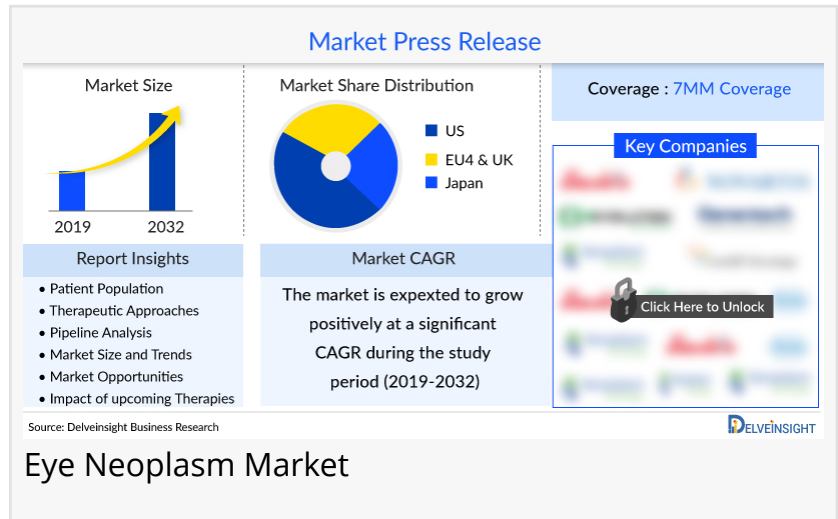 Market Press Release
Market Size
2019
2032
Market Share Distribution
US
EU4 & UK
Japan
Coverage : 7MM Coverage
Key Companies
Click Here to Unlock
Report Insights
• Patient Population
• Therapeutic Approaches
• Pipeline Analysis
• Market Size and Trends
• Market Opportunities
• Impact of upcoming Therapies
Market CAGR
The market is expexted to grow
positively at a significant
CAGR during the study
period (2019-2032)
Source: Delveinsight Business Research
DELVEINSIGHT
Eye Neoplasm Market